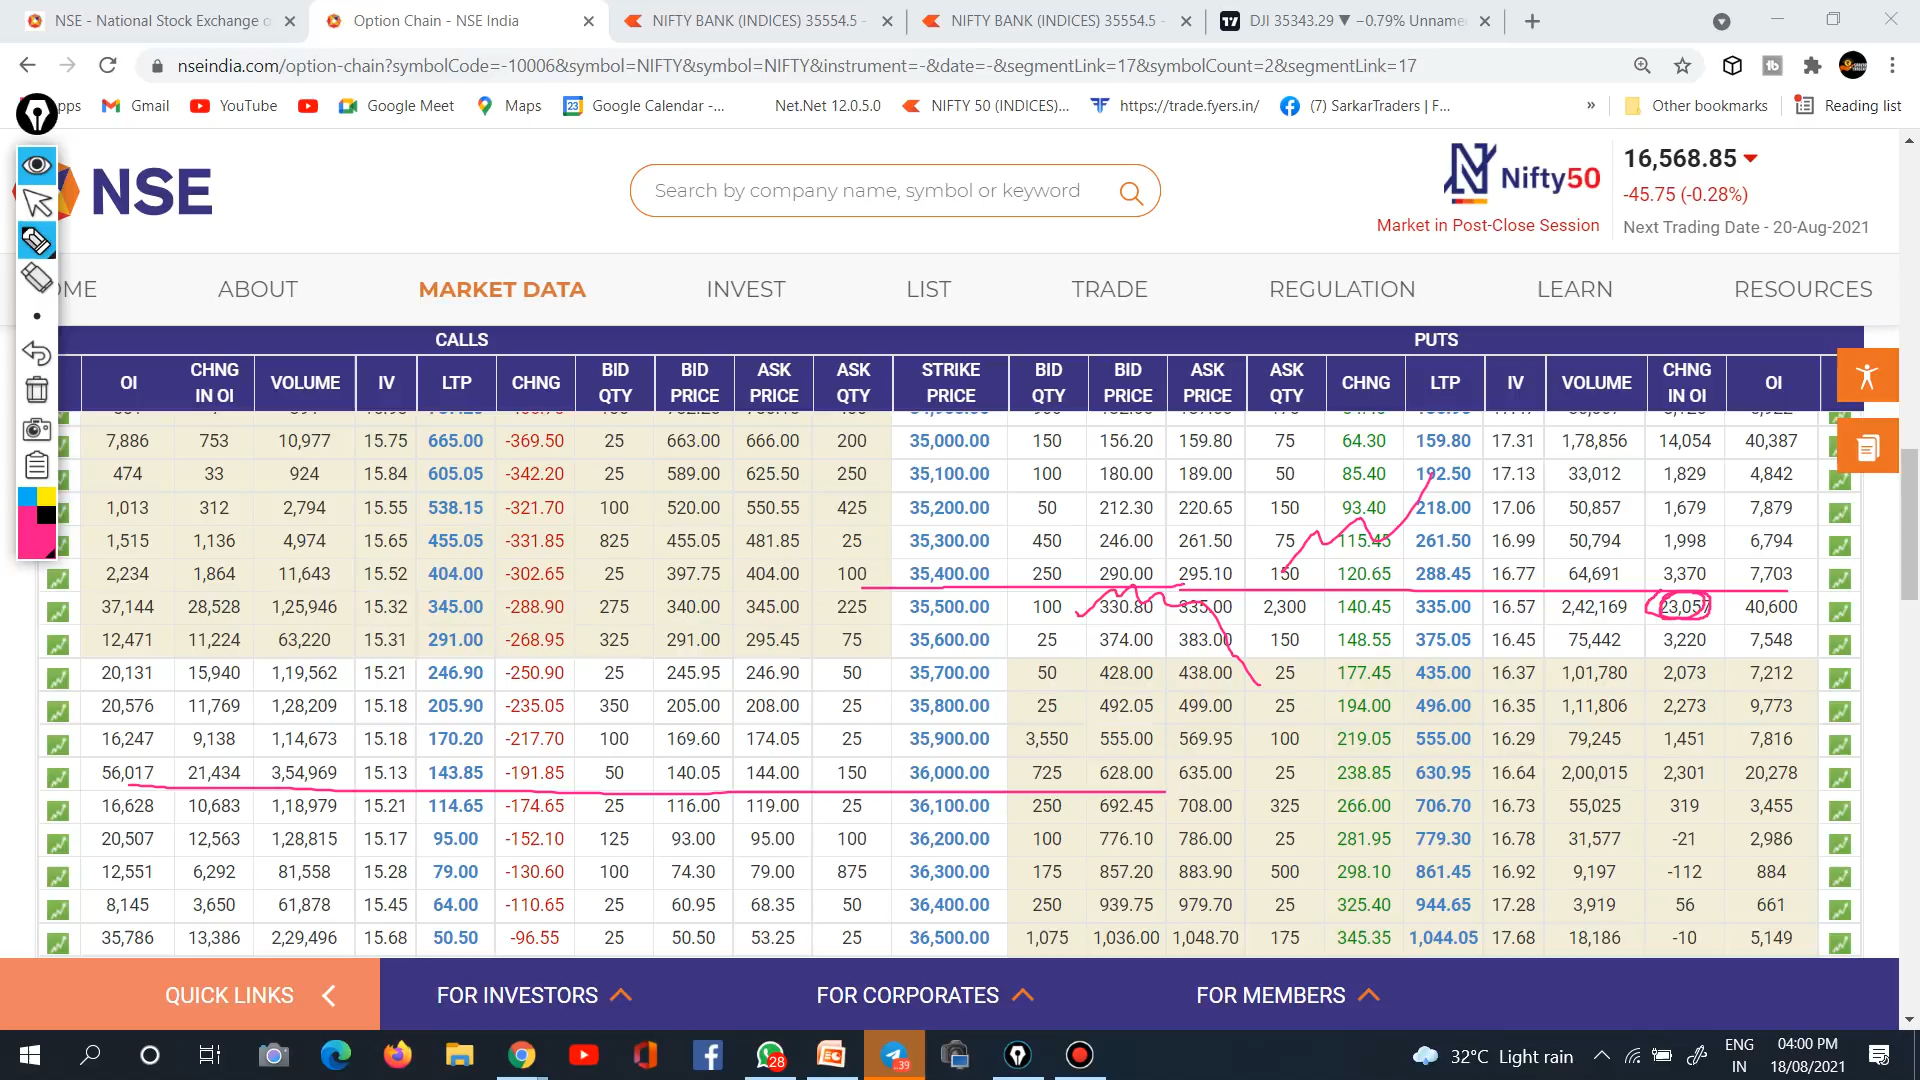 NSE - National Stock Exchange o
Option Chain - NSE India
NIFTY BANK (INDICES) 35554.5 -
NIFTY BANK (INDICES) 35554.5 -
DJI 35343.29 ▼ −0.79% Unname
nseindia.com/option-chain?symbolCode=-10006&symbol=NIFTY&symbol=NIFTY&instrument=-&date=-&segmentLink=17&symbolCount=2&segmentLink=17
pps Gmail YouTube Google Meet Maps Google Calendar -... Net.Net 12.0.5.0 NIFTY 50 (INDICES)... https://trade.fyers.in/ (7) SarkarTraders | F... » Other bookmarks Reading list
NSE
Search by company name, symbol or keyword
Nifty50
16,568.85
-45.75 (-0.28%)
Market in Post-Close Session
Next Trading Date - 20-Aug-2021
OME ABOUT MARKET DATA INVEST LIST TRADE REGULATION LEARN RESOURCES
CALLS PUTS
OI CHNG IN OI VOLUME IV LTP CHNG BID QTY BID PRICE ASK PRICE ASK QTY STRIKE PRICE BID QTY BID PRICE ASK PRICE ASK QTY CHNG LTP IV VOLUME CHNG IN OI OI
7,886 753 10,977 15.75 665.00 -369.50 25 663.00 666.00 200 35,000.00 150 156.20 159.80 75 64.30 159.80 17.31 1,78,856 14,054 40,387
474 33 924 15.84 605.05 -342.20 25 589.00 625.50 250 35,100.00 100 180.00 189.00 50 85.40 192.50 17.13 33,012 1,829 4,842
1,013 312 2,794 15.55 538.15 -321.70 100 520.00 550.55 425 35,200.00 50 212.30 220.65 150 93.40 218.00 17.06 50,857 1,679 7,879
1,515 1,136 4,974 15.65 455.05 -331.85 825 455.05 481.85 25 35,300.00 450 246.00 261.50 75 115.45 261.50 16.99 50,794 1,998 6,794
2,234 1,864 11,643 15.52 404.00 -302.65 25 397.75 404.00 100 35,400.00 250 290.00 295.10 150 120.65 288.45 16.77 64,691 3,370 7,703
37,144 28,528 1,25,946 15.32 345.00 -288.90 275 340.00 345.00 225 35,500.00 100 330.80 335.00 2,300 140.45 335.00 16.57 2,42,169 23,057 40,600
12,471 11,224 63,220 15.31 291.00 -268.95 325 291.00 295.45 75 35,600.00 25 374.00 383.00 150 148.55 375.05 16.45 75,442 3,220 7,548
20,131 15,940 1,19,562 15.21 246.90 -250.90 25 245.95 246.90 50 35,700.00 50 428.00 438.00 25 177.45 435.00 16.37 1,01,780 2,073 7,212
20,576 11,769 1,28,209 15.18 205.90 -235.05 350 205.00 208.00 25 35,800.00 25 492.05 499.00 25 194.00 496.00 16.35 1,11,806 2,273 9,773
16,247 9,138 1,14,673 15.18 170.20 -217.70 100 169.60 174.05 25 35,900.00 3,550 555.00 569.95 100 219.05 555.00 16.29 79,245 1,451 7,816
56,017 21,434 3,54,969 15.13 143.85 -191.85 50 140.05 144.00 150 36,000.00 725 628.00 635.00 25 238.85 630.95 16.64 2,00,015 2,301 20,278
16,628 10,683 1,18,979 15.21 114.65 -174.65 25 116.00 119.00 25 36,100.00 250 692.45 708.00 325 266.00 706.70 16.73 55,025 319 3,455
20,507 12,563 1,28,815 15.17 95.00 -152.10 125 93.00 95.00 100 36,200.00 100 776.10 786.00 25 281.95 779.30 16.78 31,577 -21 2,986
12,551 6,292 81,558 15.28 79.00 -130.60 100 74.30 79.00 875 36,300.00 175 857.20 883.90 500 298.10 861.45 16.92 9,197 -112 884
8,145 3,650 61,878 15.45 64.00 -110.65 25 60.95 68.35 50 36,400.00 250 939.75 979.70 25 325.40 944.65 17.28 3,919 56 661
35,786 13,386 2,29,496 15.68 50.50 -96.55 25 50.50 53.25 25 36,500.00 1,075 1,036.00 1,048.70 175 345.35 1,044.05 17.68 18,186 -10 5,149
QUICK LINKS FOR INVESTORS FOR CORPORATES FOR MEMBERS
28 39 32°C Light rain ENG IN 04:00 PM 18/08/2021